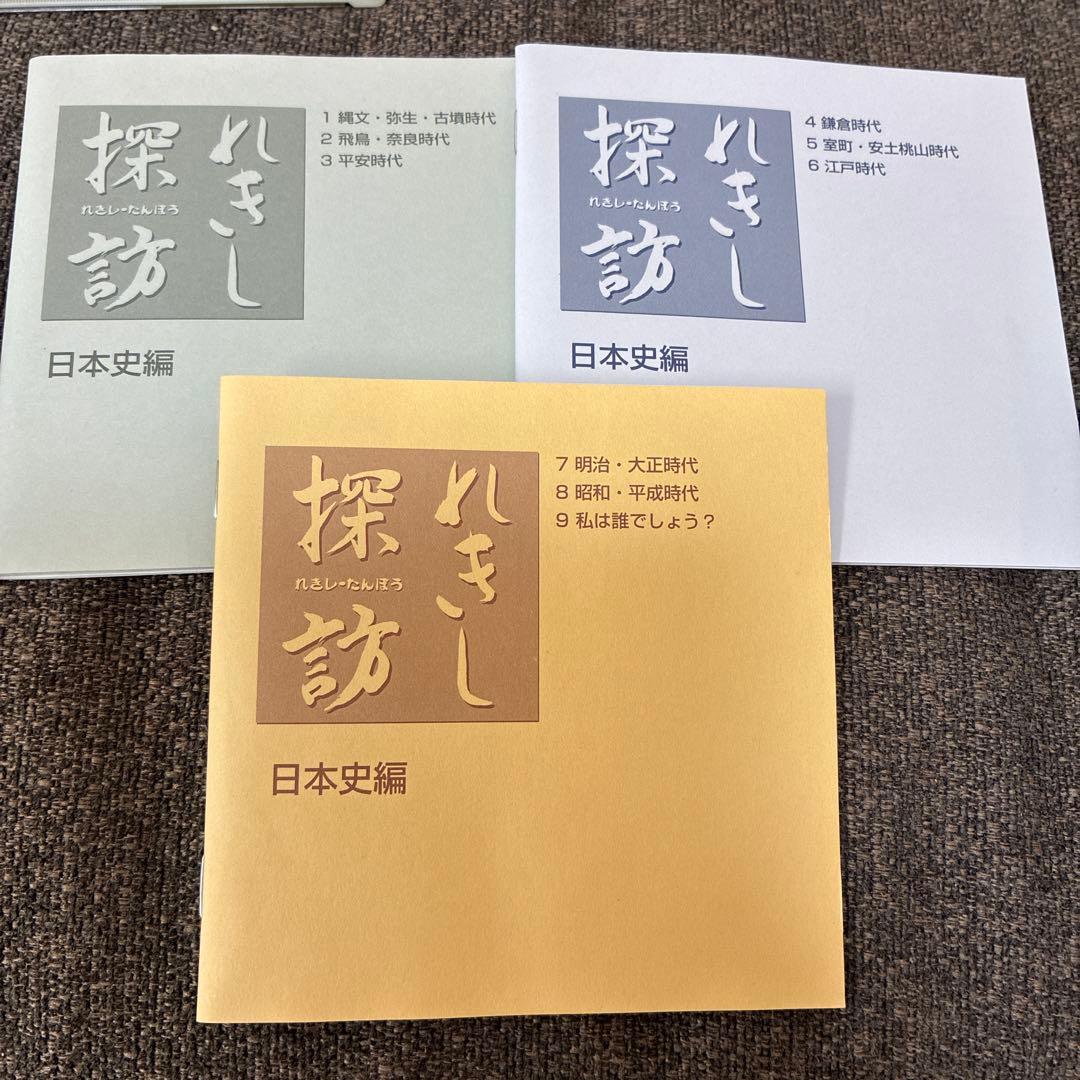 れきし
探訪
れきしーたんぼう
1 縄文・弥生・古墳時代
2 飛鳥・奈良時代
3 平安時代
日本史編
れきし
探訪
れきしーたんぼう
4 鎌倉時代
5 室町・安土桃山時代
6 江戸時代
日本史編
れきし
探訪
れきしーたんぼう
7 明治・大正時代
8 昭和・平成時代
9 私は誰でしょう？
日本史編